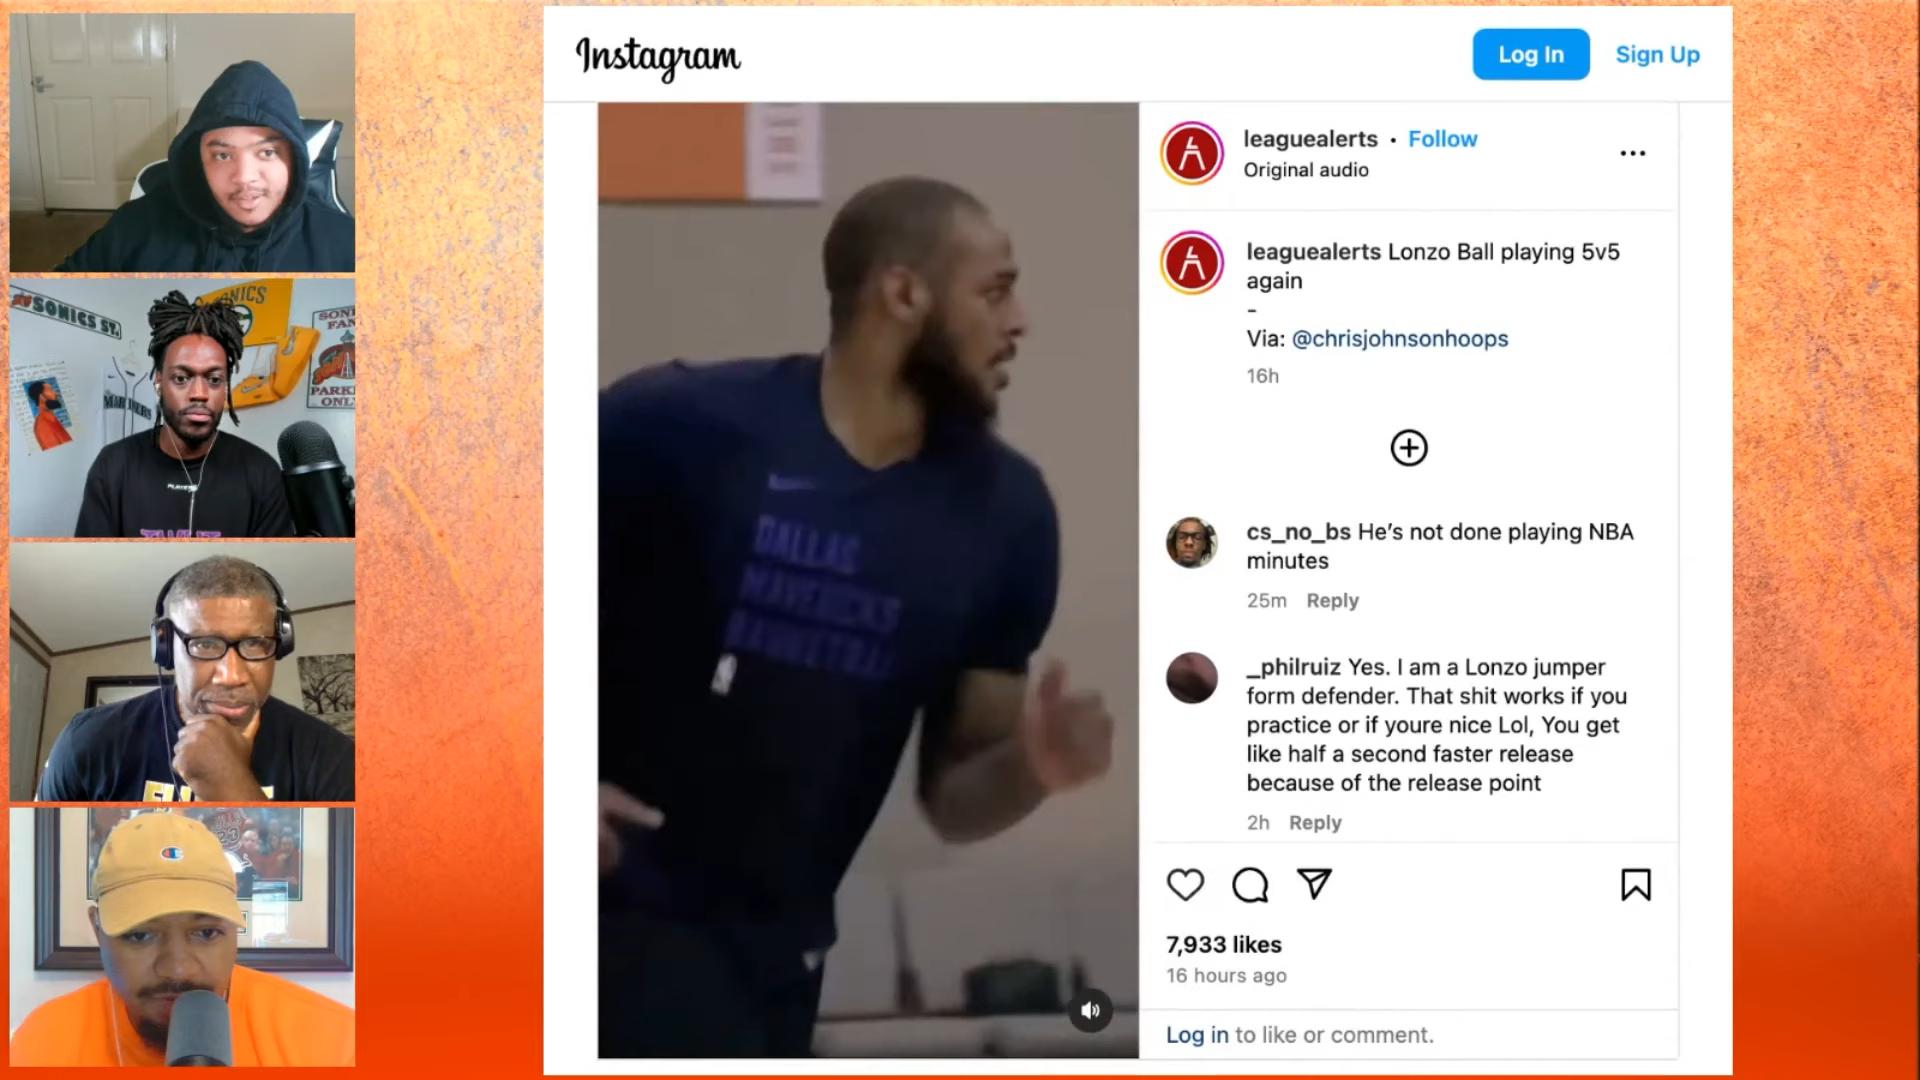 Instagram
Log In
Sign Up
leaguealerts • Follow
Original audio
leaguealerts Lonzo Ball playing 5v5
again
-
Via: @chrisjohnsonhoops
16h
cs_no_bs He’s not done playing NBA
minutes
25m Reply
_philruiz Yes. I am a Lonzo jumper
form defender. That shit works if you
practice or if youre nice Lol, You get
like half a second faster release
because of the release point
2h Reply
7,933 likes
16 hours ago
Log in to like or comment.
DALLAS
MAVERICKS
BASKETBALL
SONICS ST.
SONICS
PARK
ONLY
23